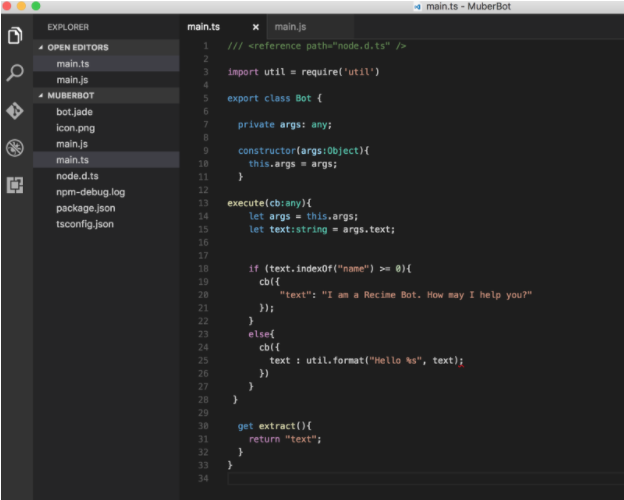 main.ts - MuberBot
EXPLORER
OPEN EDITORS
main.ts
main.js
MUBERBOT
bot.jade
icon.png
main.js
main.ts
node.d.ts
npm-debug.log
package.json
tsconfig.json
main.ts × main.js
1 /// <reference path="node.d.ts" />
2
3 import util = require('util')
4
5 export class Bot {
6
7 private args: any;
8
9 constructor(args:Object){
10 this.args = args;
11 }
12
13 execute(cb:any){
14 let args = this.args;
15 let text:string = args.text;
16
17
18 if (text.indexOf("name") >= 0){
19 cb({
20 "text": "I am a Recime Bot. How may I help you?"
21 });
22 }
23 else{
24 cb({
25 text : util.format("Hello %s", text);
26 })
27 }
28 }
29
30 get extract(){
31 return "text";
32 }
33 }
34